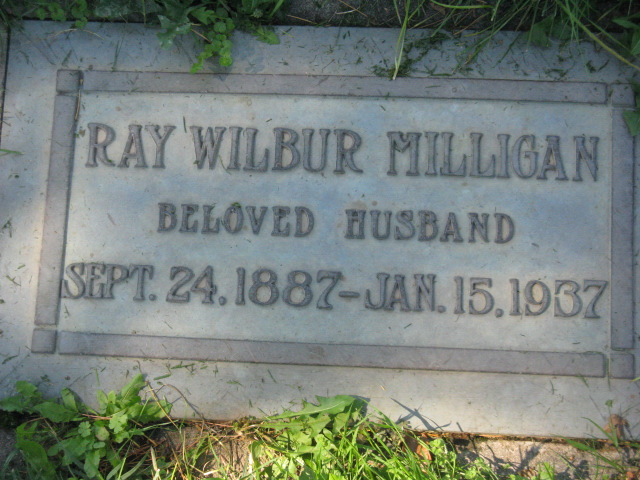 RAY WILBUR MILLIGAN
BELOVED HUSBAND
SEPT. 24, 1887-JAN. 15, 1937